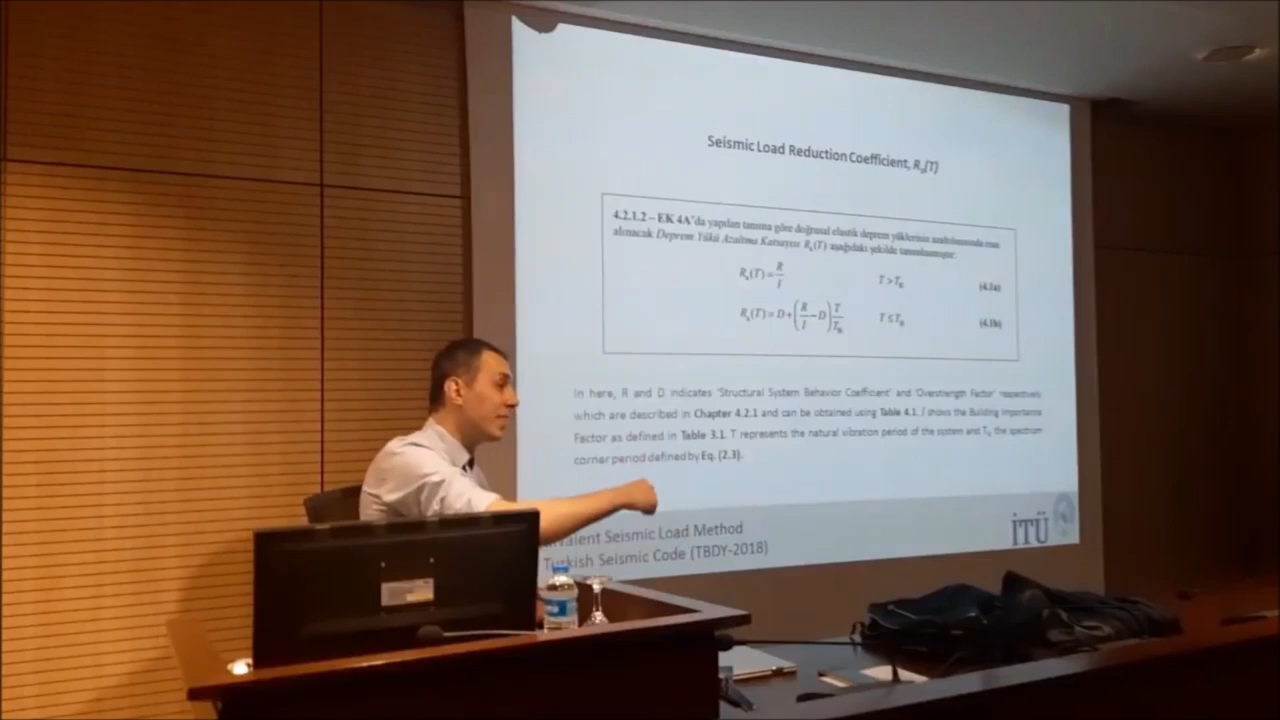 Seismic Load Reduction Coefficient, Rₐ(T)
4.2.1.2 – EK 4A'da yapılan tanıma göre doğrusal elastik deprem yüklerinin azaltılmasında esas
alınacak Deprem Yükü Azaltma Katsayısı Rₐ(T) aşağıdaki şekilde tanımlanmıştır:
Rₐ(T) = R/I T > T_B (4.1a)
Rₐ(T) = D + (R/I − D) T/T_B T ≤ T_B (4.1b)
In here, R and D indicates 'Structural System Behavior Coefficient' and 'Overstrength Factor' respectively
which are described in Chapter 4.2.1 and can be obtained using Table 4.1. I shows the Building Importance
Factor as defined in Table 3.1. T represents the natural vibration period of the system and T_B the spectrum
corner period defined by Eq. (2.3).
Seismic Load Method
Turkish Seismic Code (TBDY-2018)
İTÜ